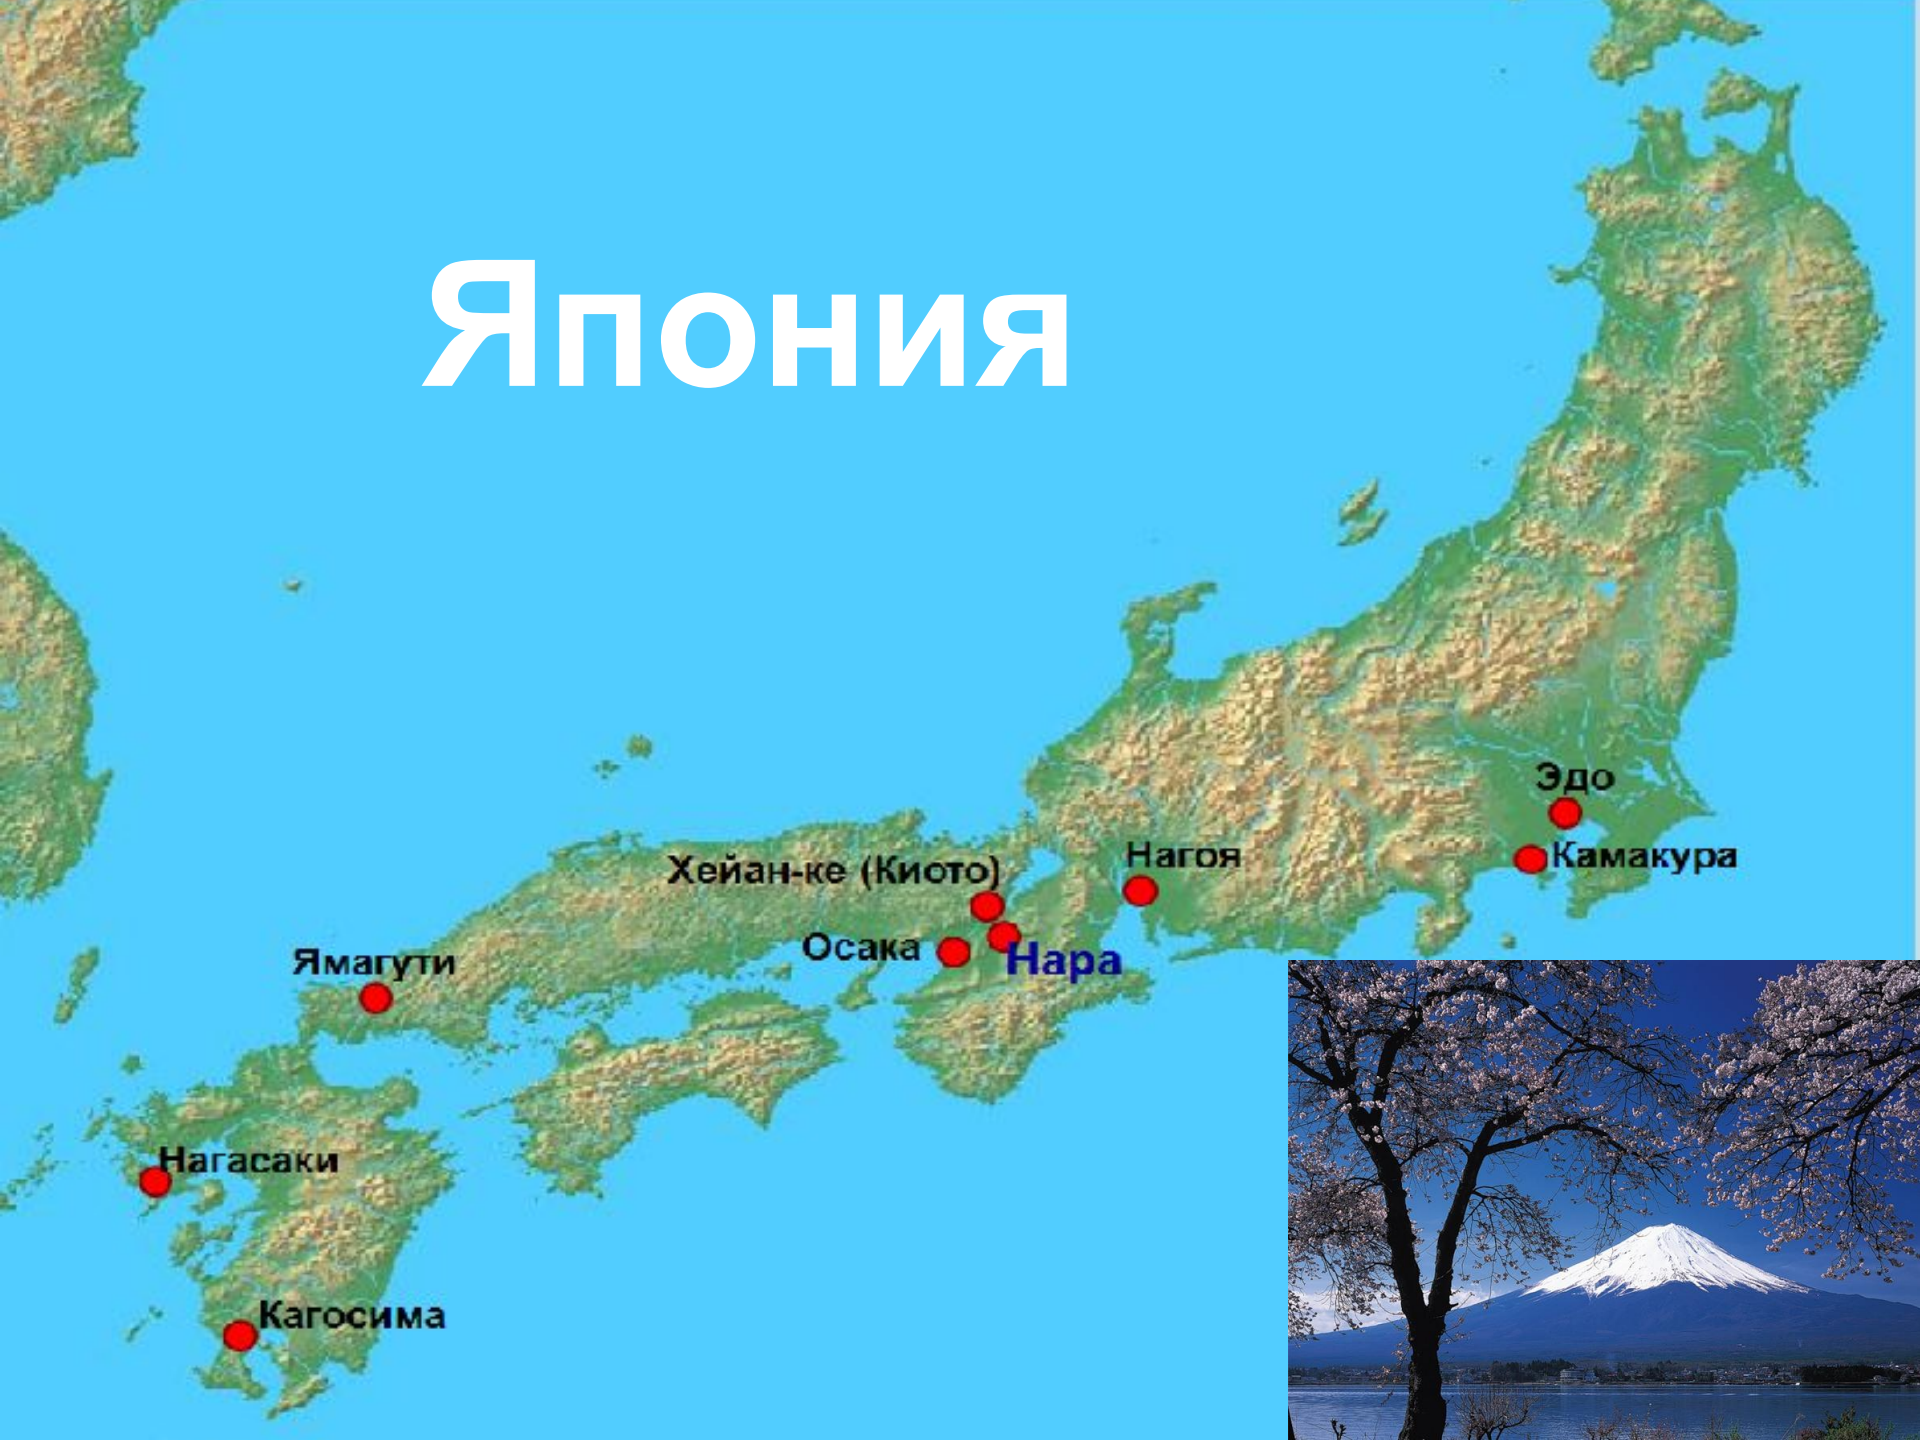 Япония
Эдо
Нагоя
Камакура
Хейан-ке (Киото)
Осака
Нара
Ямагути
Нагасаки
Кагосима